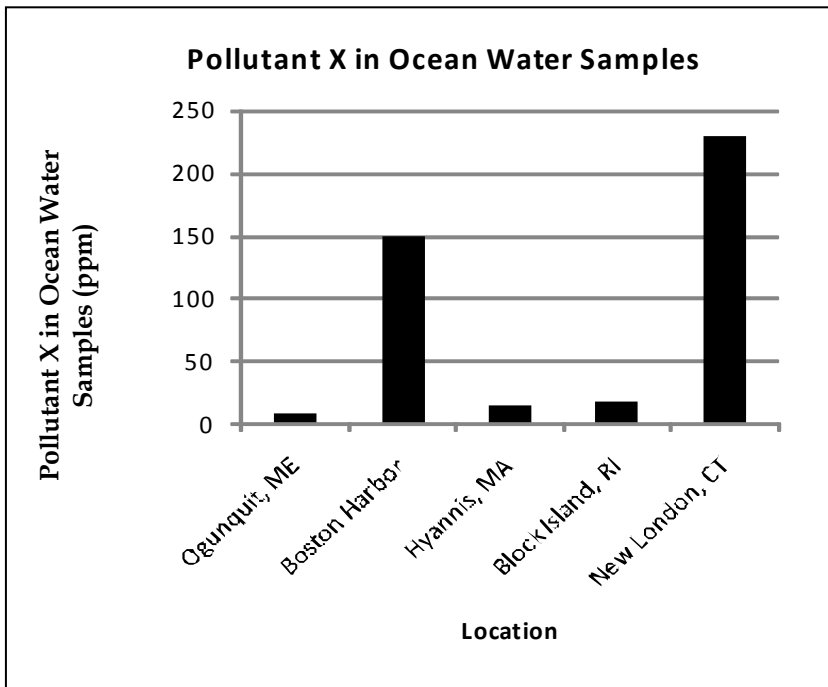 Pollutant X in Ocean Water Samples
Pollutant X in Ocean Water
Samples (ppm)
250
200
150
100
50
0
Ogunquit, ME
Boston Harbor
Hyannis, MA
Block Island, RI
New London, CT
Location